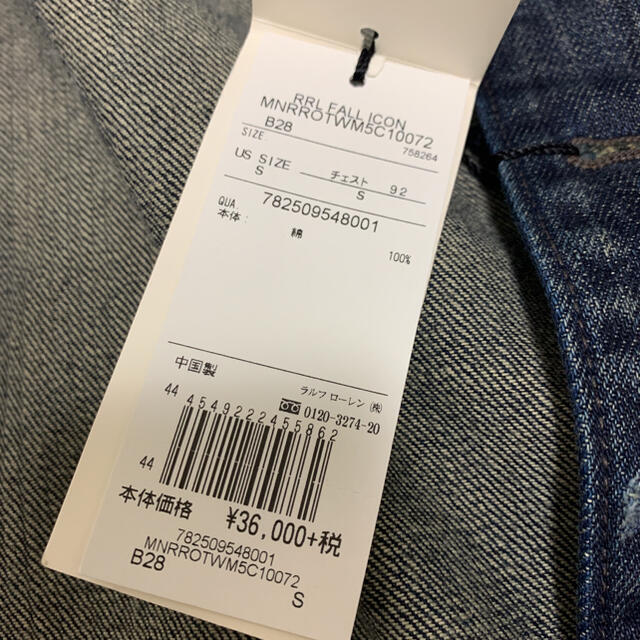 RRL FALL ICON
MNRROTWM5C10072
B28 758264
SIZE
US SIZE チェスト 92
S S
QUA. 782509548001
本体: 綿 100%
中国製
ラルフ ローレン ㈱
0120-3274-20
44 4549222455862
44
本体価格 ¥36,000+税
782509548001
MNRROTWM5C10072
B28 S